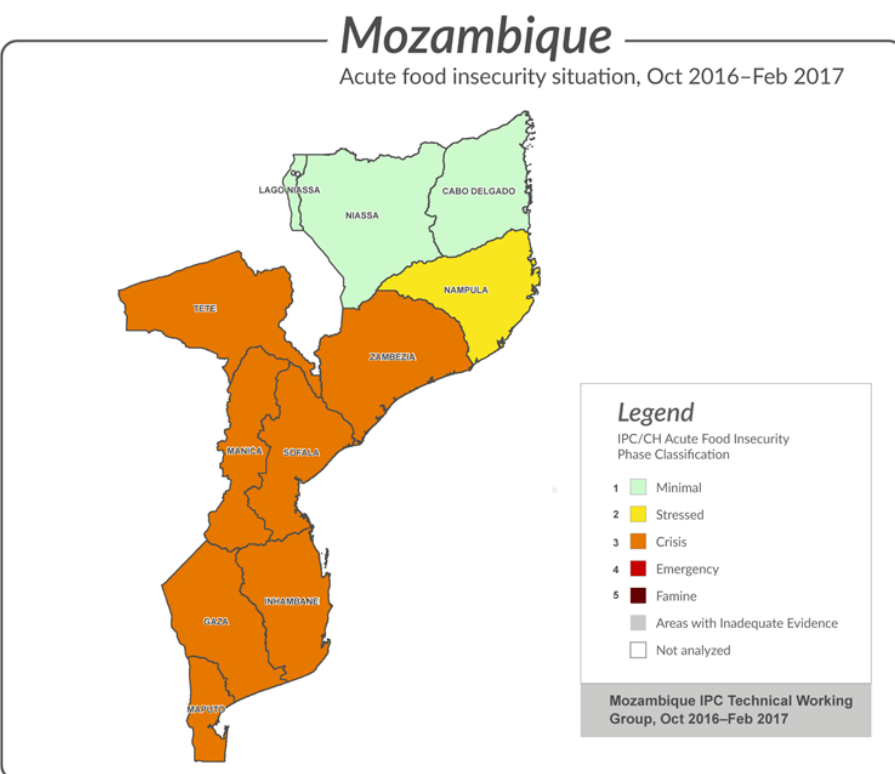 Mozambique
Acute food insecurity situation, Oct 2016–Feb 2017
LAGO NIASSA
CABO DELGADO
NIASSA
NAMPULA
TETE
ZAMBEZIA
MANICA
SOFALA
INHAMBANE
GAZA
MAPUTO
Legend
IPC/CH Acute Food Insecurity
Phase Classification
1 Minimal
2 Stressed
3 Crisis
4 Emergency
5 Famine
Areas with Inadequate Evidence
Not analyzed
Mozambique IPC Technical Working
Group, Oct 2016–Feb 2017